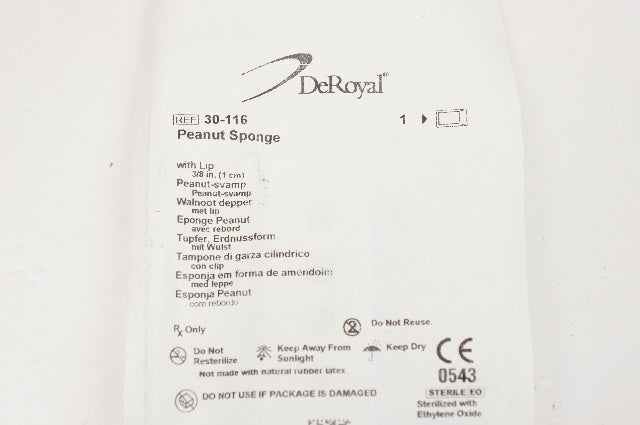 DeRoyal®
REF 30-116 1
Peanut Sponge
with Lip
3/8 in. (1 cm)
Peanut-svamp
Peanut-svamp
Walnoot depper
met lip
Eponge Peanut
avec rebord
Tupfer, Erdnussform
mit Wulst
Tampone di garza cilindrico
con clip
Esponja em forma de amendoim
med leppe
Esponja Peanut
com rebordo
Rx Only
Do Not Reuse
Do Not Resterilize
Keep Away From Sunlight
Keep Dry
Not made with natural rubber latex
CE
0543
DO NOT USE IF PACKAGE IS DAMAGED
STERILE EO
Sterilized with
Ethylene Oxide